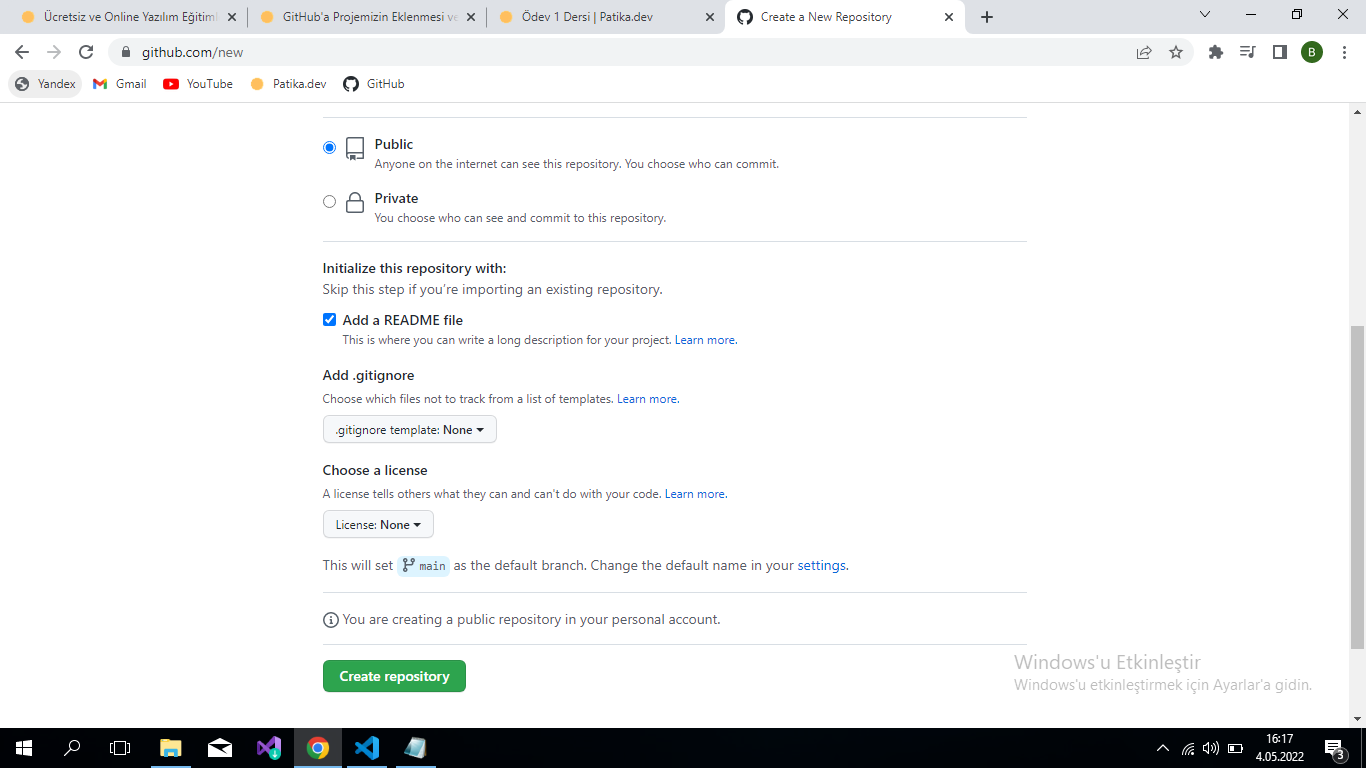 Ücretsiz ve Online Yazılım Eğitiml
GitHub'a Projemizin Eklenmesi ve
Ödev 1 Dersi | Patika.dev
Create a New Repository
github.com/new
B
Yandex
Gmail
YouTube
Patika.dev
GitHub
Public
Anyone on the internet can see this repository. You choose who can commit.
Private
You choose who can see and commit to this repository.
Initialize this repository with:
Skip this step if you're importing an existing repository.
Add a README file
This is where you can write a long description for your project. Learn more.
Add .gitignore
Choose which files not to track from a list of templates. Learn more.
.gitignore template: None
Choose a license
A license tells others what they can and can't do with your code. Learn more.
License: None
This will set main as the default branch. Change the default name in your settings.
You are creating a public repository in your personal account.
Create repository
Windows'u Etkinleştir
Windows'u etkinleştirmek için Ayarlar'a gidin.
16:17
4.05.2022
3